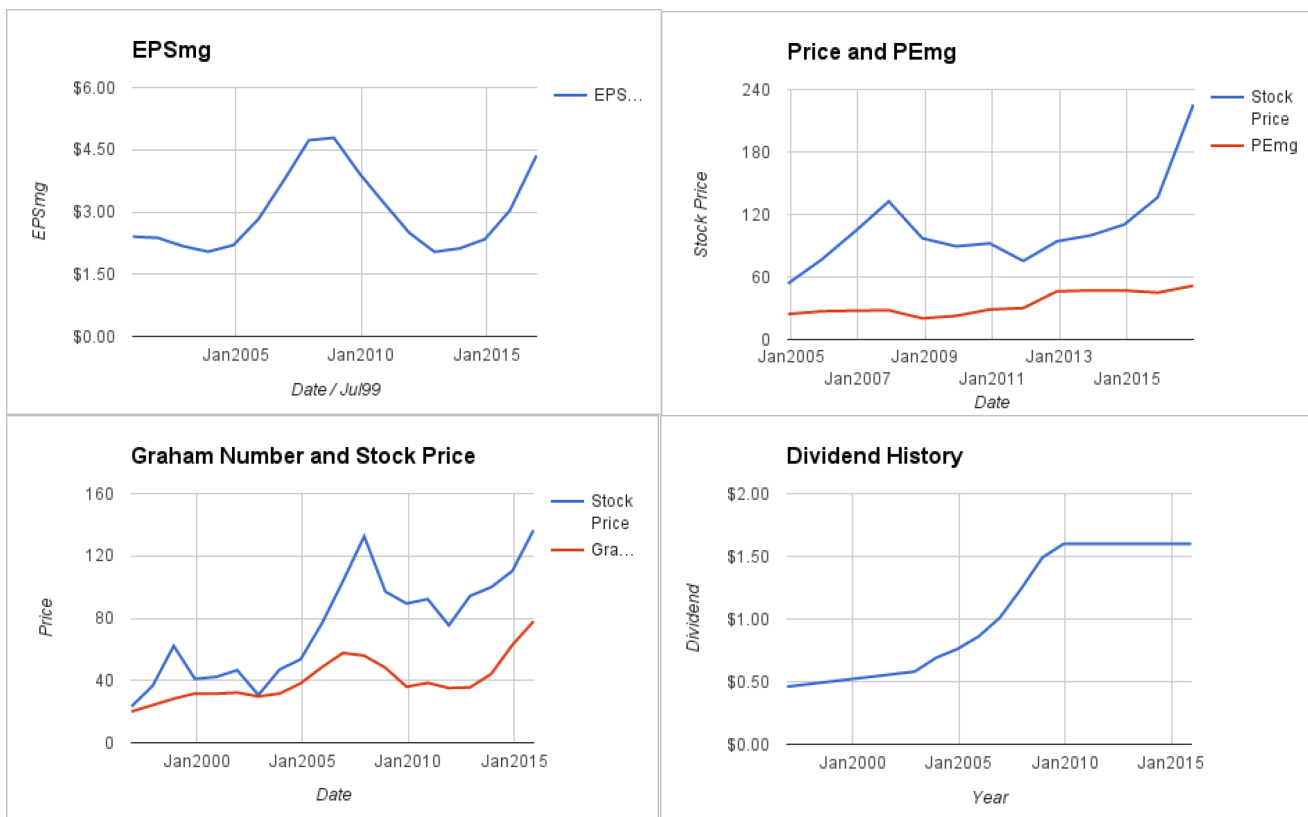 EPSmg
$6.00
$4.50
$3.00
$1.50
$0.00
EPSmg
Jan2005
Jan2010
Jan2015
Date / Jul99
EPS…
Price and PEmg
240
180
120
60
0
Stock Price
Jan2005
Jan2009
Jan2013
Jan2007
Jan2011
Jan2015
Date
Stock
Price
PEmg
Graham Number and Stock Price
160
120
80
40
0
Price
Jan2000
Jan2005
Jan2010
Jan2015
Date
Stock
Price
Gra…
Dividend History
$2.00
$1.50
$1.00
$0.50
$0.00
Dividend
Jan2000
Jan2005
Jan2010
Jan2015
Year